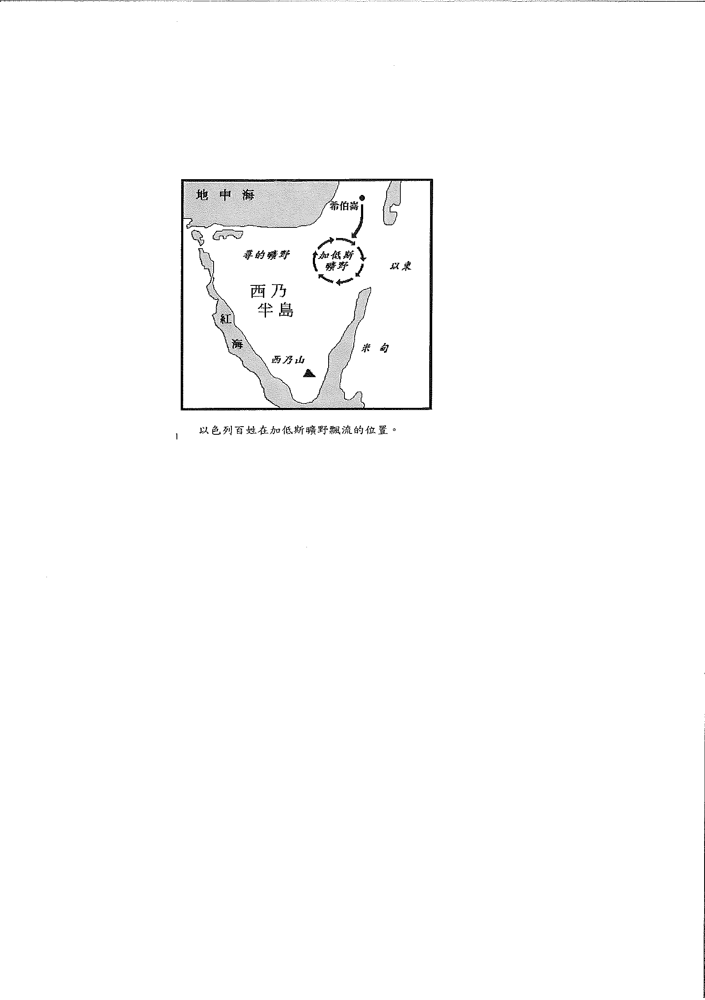 地中海
希伯崙
尋的曠野
加低斯
曠野
以東
西乃
半島
紅
海
米甸
西乃山
以色列百姓在加低斯曠野飄流的位置。